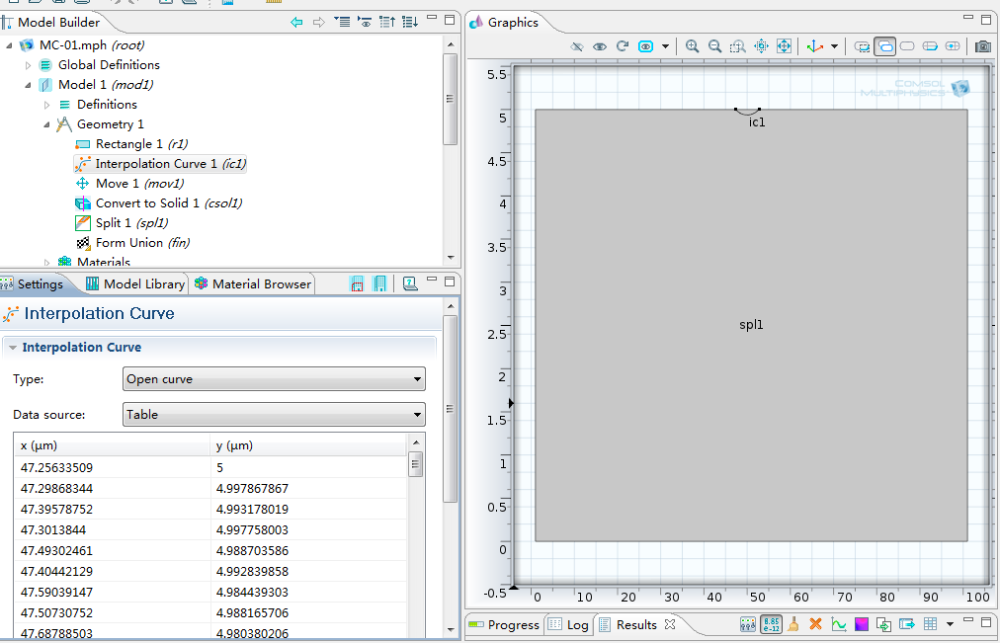 Model Builder
MC-01.mph (root)
Global Definitions
Model 1 (mod1)
Definitions
Geometry 1
Rectangle 1 (r1)
Interpolation Curve 1 (ic1)
Move 1 (mov1)
Convert to Solid 1 (csol1)
Split 1 (spl1)
Form Union (fin)
Materials
Settings Model Library Material Browser
Interpolation Curve
Interpolation Curve
Type: Open curve
Data source: Table
x (µm) y (µm)
47.25633509 5
47.29868344 4.997867867
47.39578752 4.993178019
47.3013844 4.997758003
47.49302461 4.988703586
47.40442129 4.992839858
47.59039147 4.984439303
47.50730752 4.988165706
47.68788503 4.980380206
Graphics
COMSOL
MULTIPHYSICS
5.5
5
4.5
4
3.5
3
2.5
2
1.5
1
0.5
0
-0.5
ic1
spl1
0 10 20 30 40 50 60 70 80 90 100
Progress Log Results
8.85
e-12